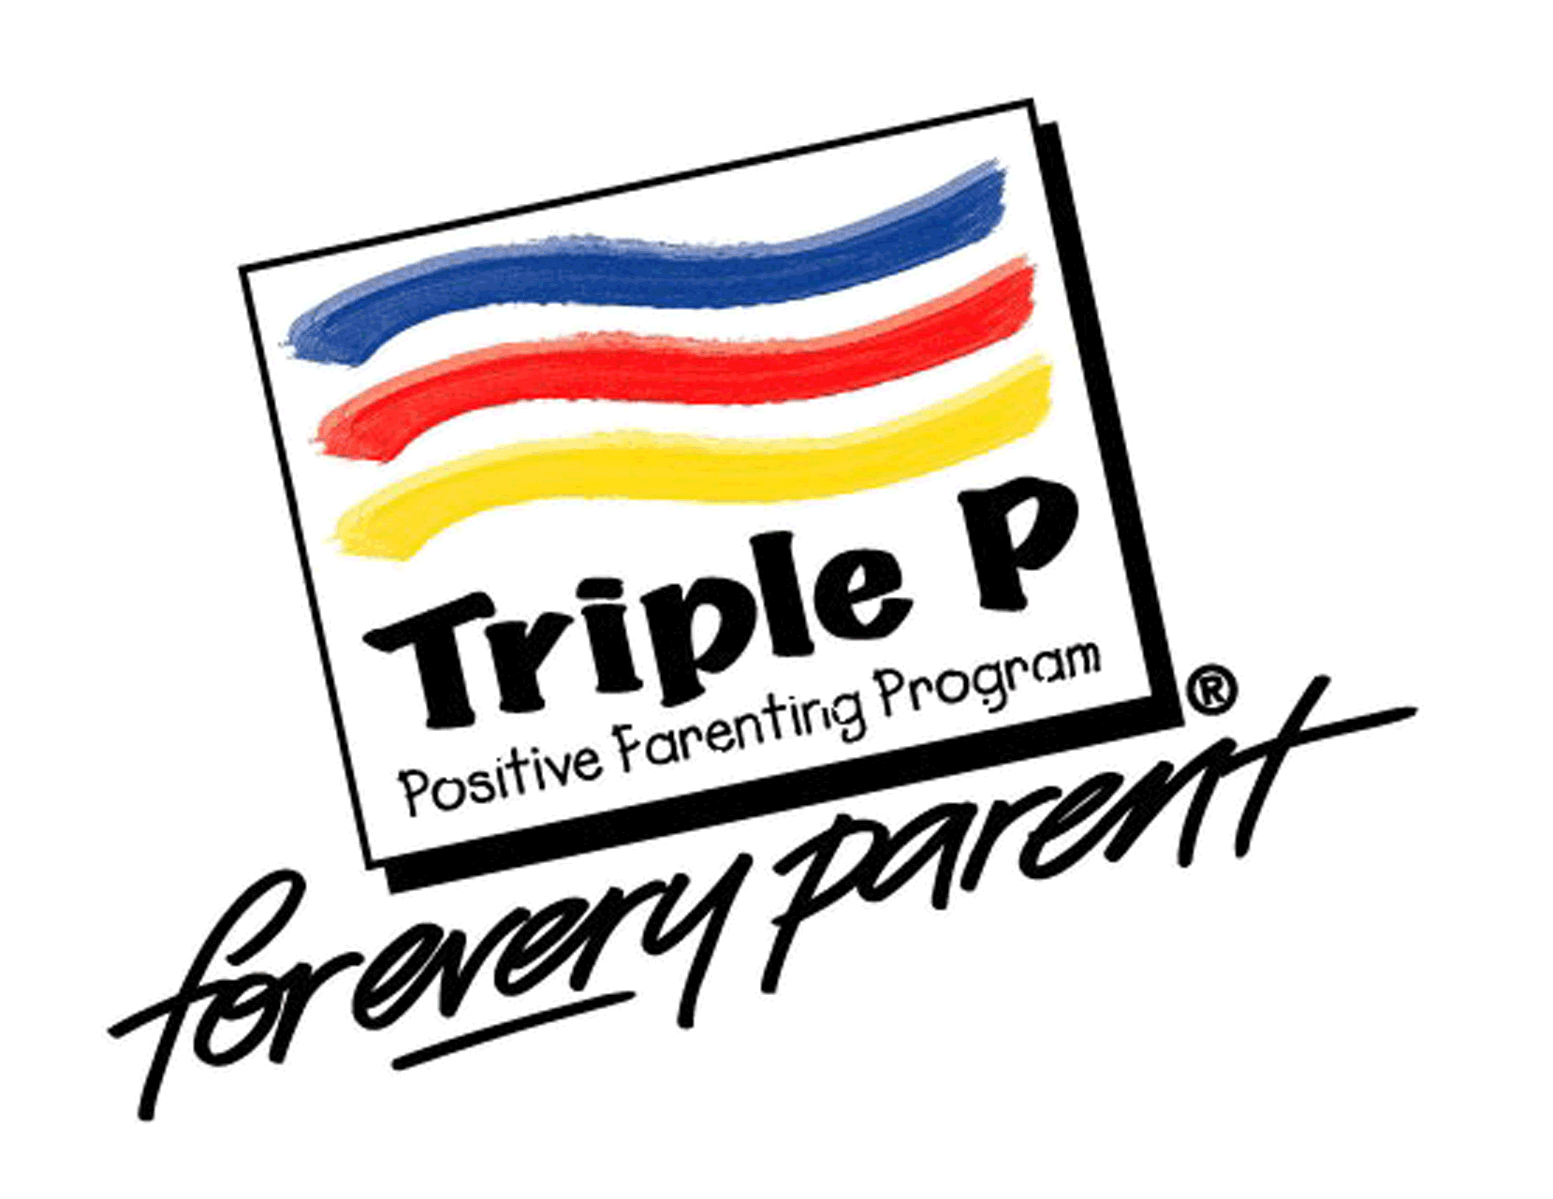 Triple P
Positive Parenting Program
®
for every parent